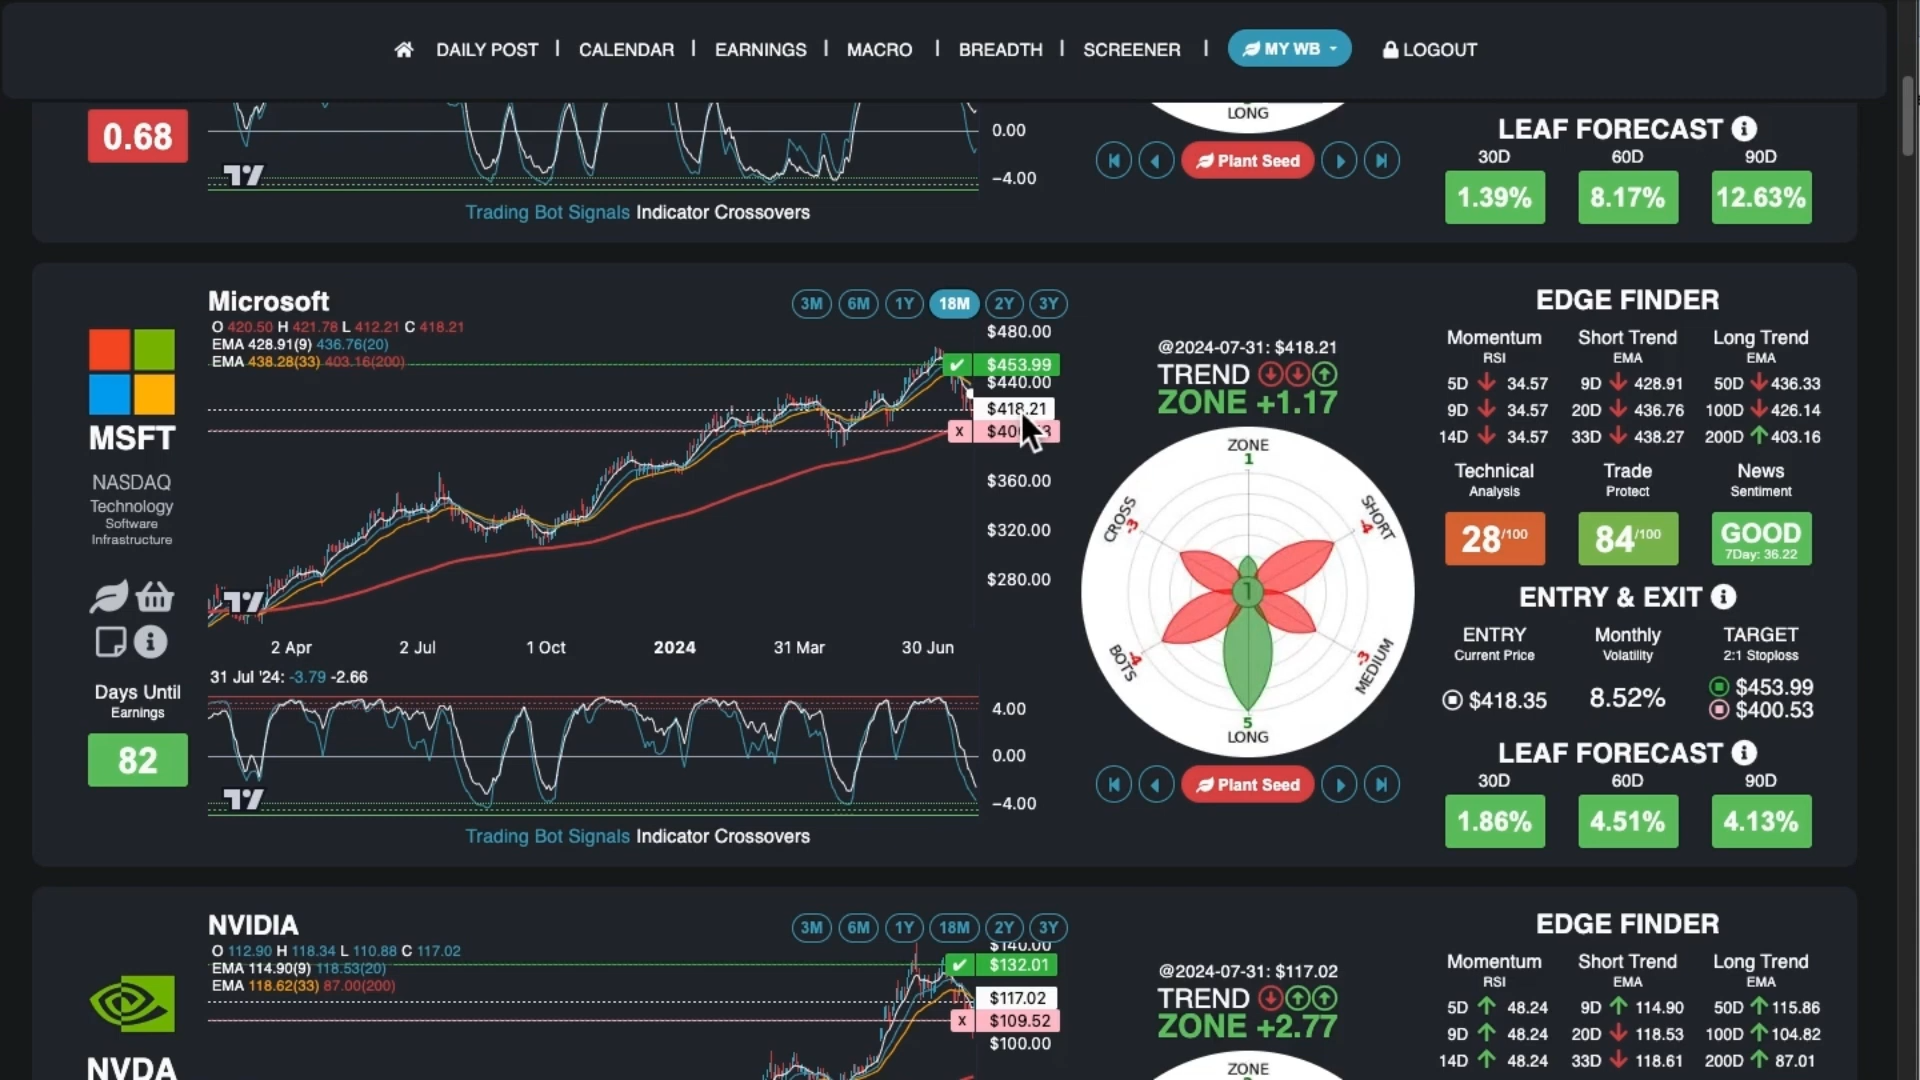 DAILY POST | CALENDAR | EARNINGS | MACRO | BREADTH | SCREENER | MY WB LOGOUT
0.68
0.00
-4.00
Trading Bot Signals Indicator Crossovers
LONG
Plant Seed
LEAF FORECAST
30D 60D 90D
1.39% 8.17% 12.63%
Microsoft
3M 6M 1Y 18M 2Y 3Y
O 420.50 H 421.78 L 412.21 C 418.21
EMA 428.91(9) 436.76(20)
EMA 438.28(33) 403.16(200)
MSFT
NASDAQ
Technology
Software
Infrastructure
Days Until
Earnings
82
$480.00
$453.99
$440.00
$418.21
x
$360.00
$320.00
$280.00
2 Apr 2 Jul 1 Oct 2024 31 Mar 30 Jun
31 Jul '24: -3.79 -2.66
4.00
0.00
-4.00
Trading Bot Signals Indicator Crossovers
@2024-07-31: $418.21
TREND
ZONE +1.17
ZONE
1
SHORT
-4
MEDIUM
-3
5
LONG
BOTS
-4
CROSS
-3
1
Plant Seed
EDGE FINDER
Momentum Short Trend Long Trend
RSI EMA EMA
5D 34.57 9D 428.91 50D 436.33
9D 34.57 20D 436.76 100D 426.14
14D 34.57 33D 438.27 200D 403.16
Technical Trade News
Analysis Protect Sentiment
28/100 84/100 GOOD
7Day: 36.22
ENTRY & EXIT
ENTRY Monthly TARGET
Current Price Volatility 2:1 Stoploss
$418.35 8.52% $453.99
$400.53
LEAF FORECAST
30D 60D 90D
1.86% 4.51% 4.13%
NVIDIA
3M 6M 1Y 18M 2Y 3Y
O 112.90 H 118.34 L 110.88 C 117.02
EMA 114.90(9) 118.53(20)
EMA 118.62(33) 87.00(200)
NVDA
$140.00
$132.01
$117.02
x $109.52
$100.00
@2024-07-31: $117.02
TREND
ZONE +2.77
ZONE
EDGE FINDER
Momentum Short Trend Long Trend
RSI EMA EMA
5D 48.24 9D 114.90 50D 115.86
9D 48.24 20D 118.53 100D 104.82
14D 48.24 33D 118.61 200D 87.01